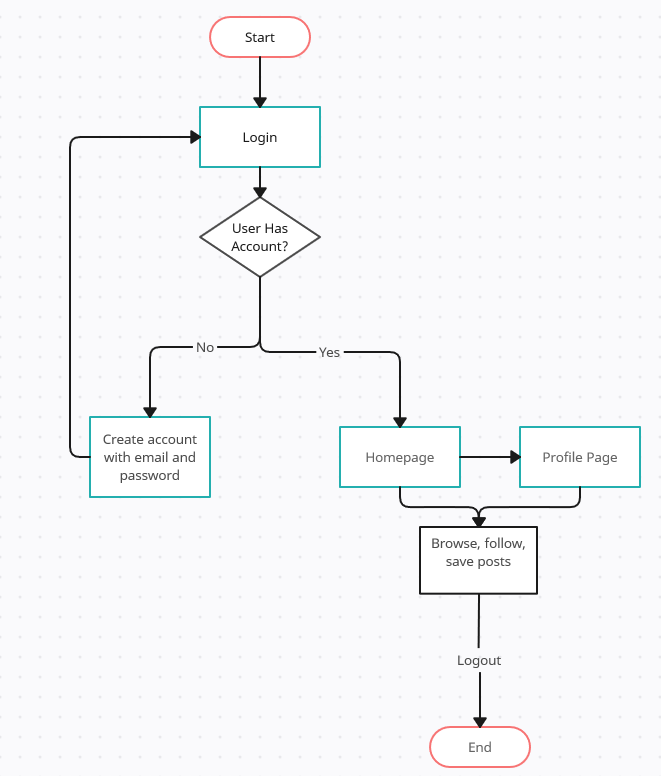 Start
Login
User Has
Account?
No
Yes
Create account
with email and
password
Homepage
Profile Page
Browse, follow,
save posts
Logout
End